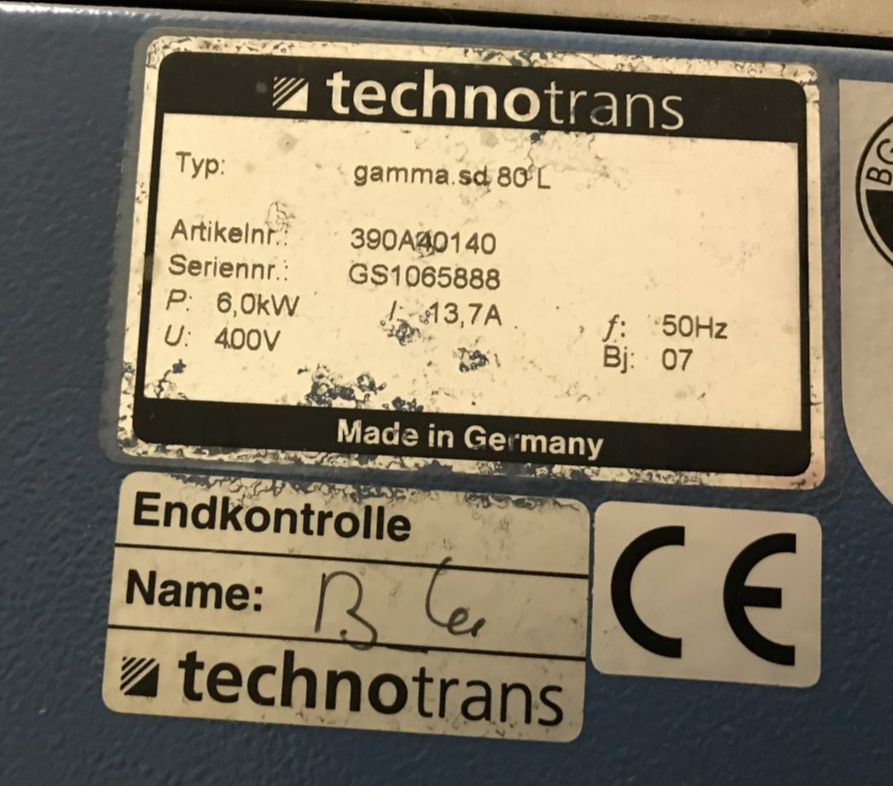 technotrans
Typ: gamma.sd 80 L
Artikelnr.: 390A40140
Seriennr.: GS1065888
P: 6,0kW I: 13,7A f: 50Hz
U: 400V Bj: 07
Made in Germany
BG
Endkontrolle
CE
Name:
technotrans